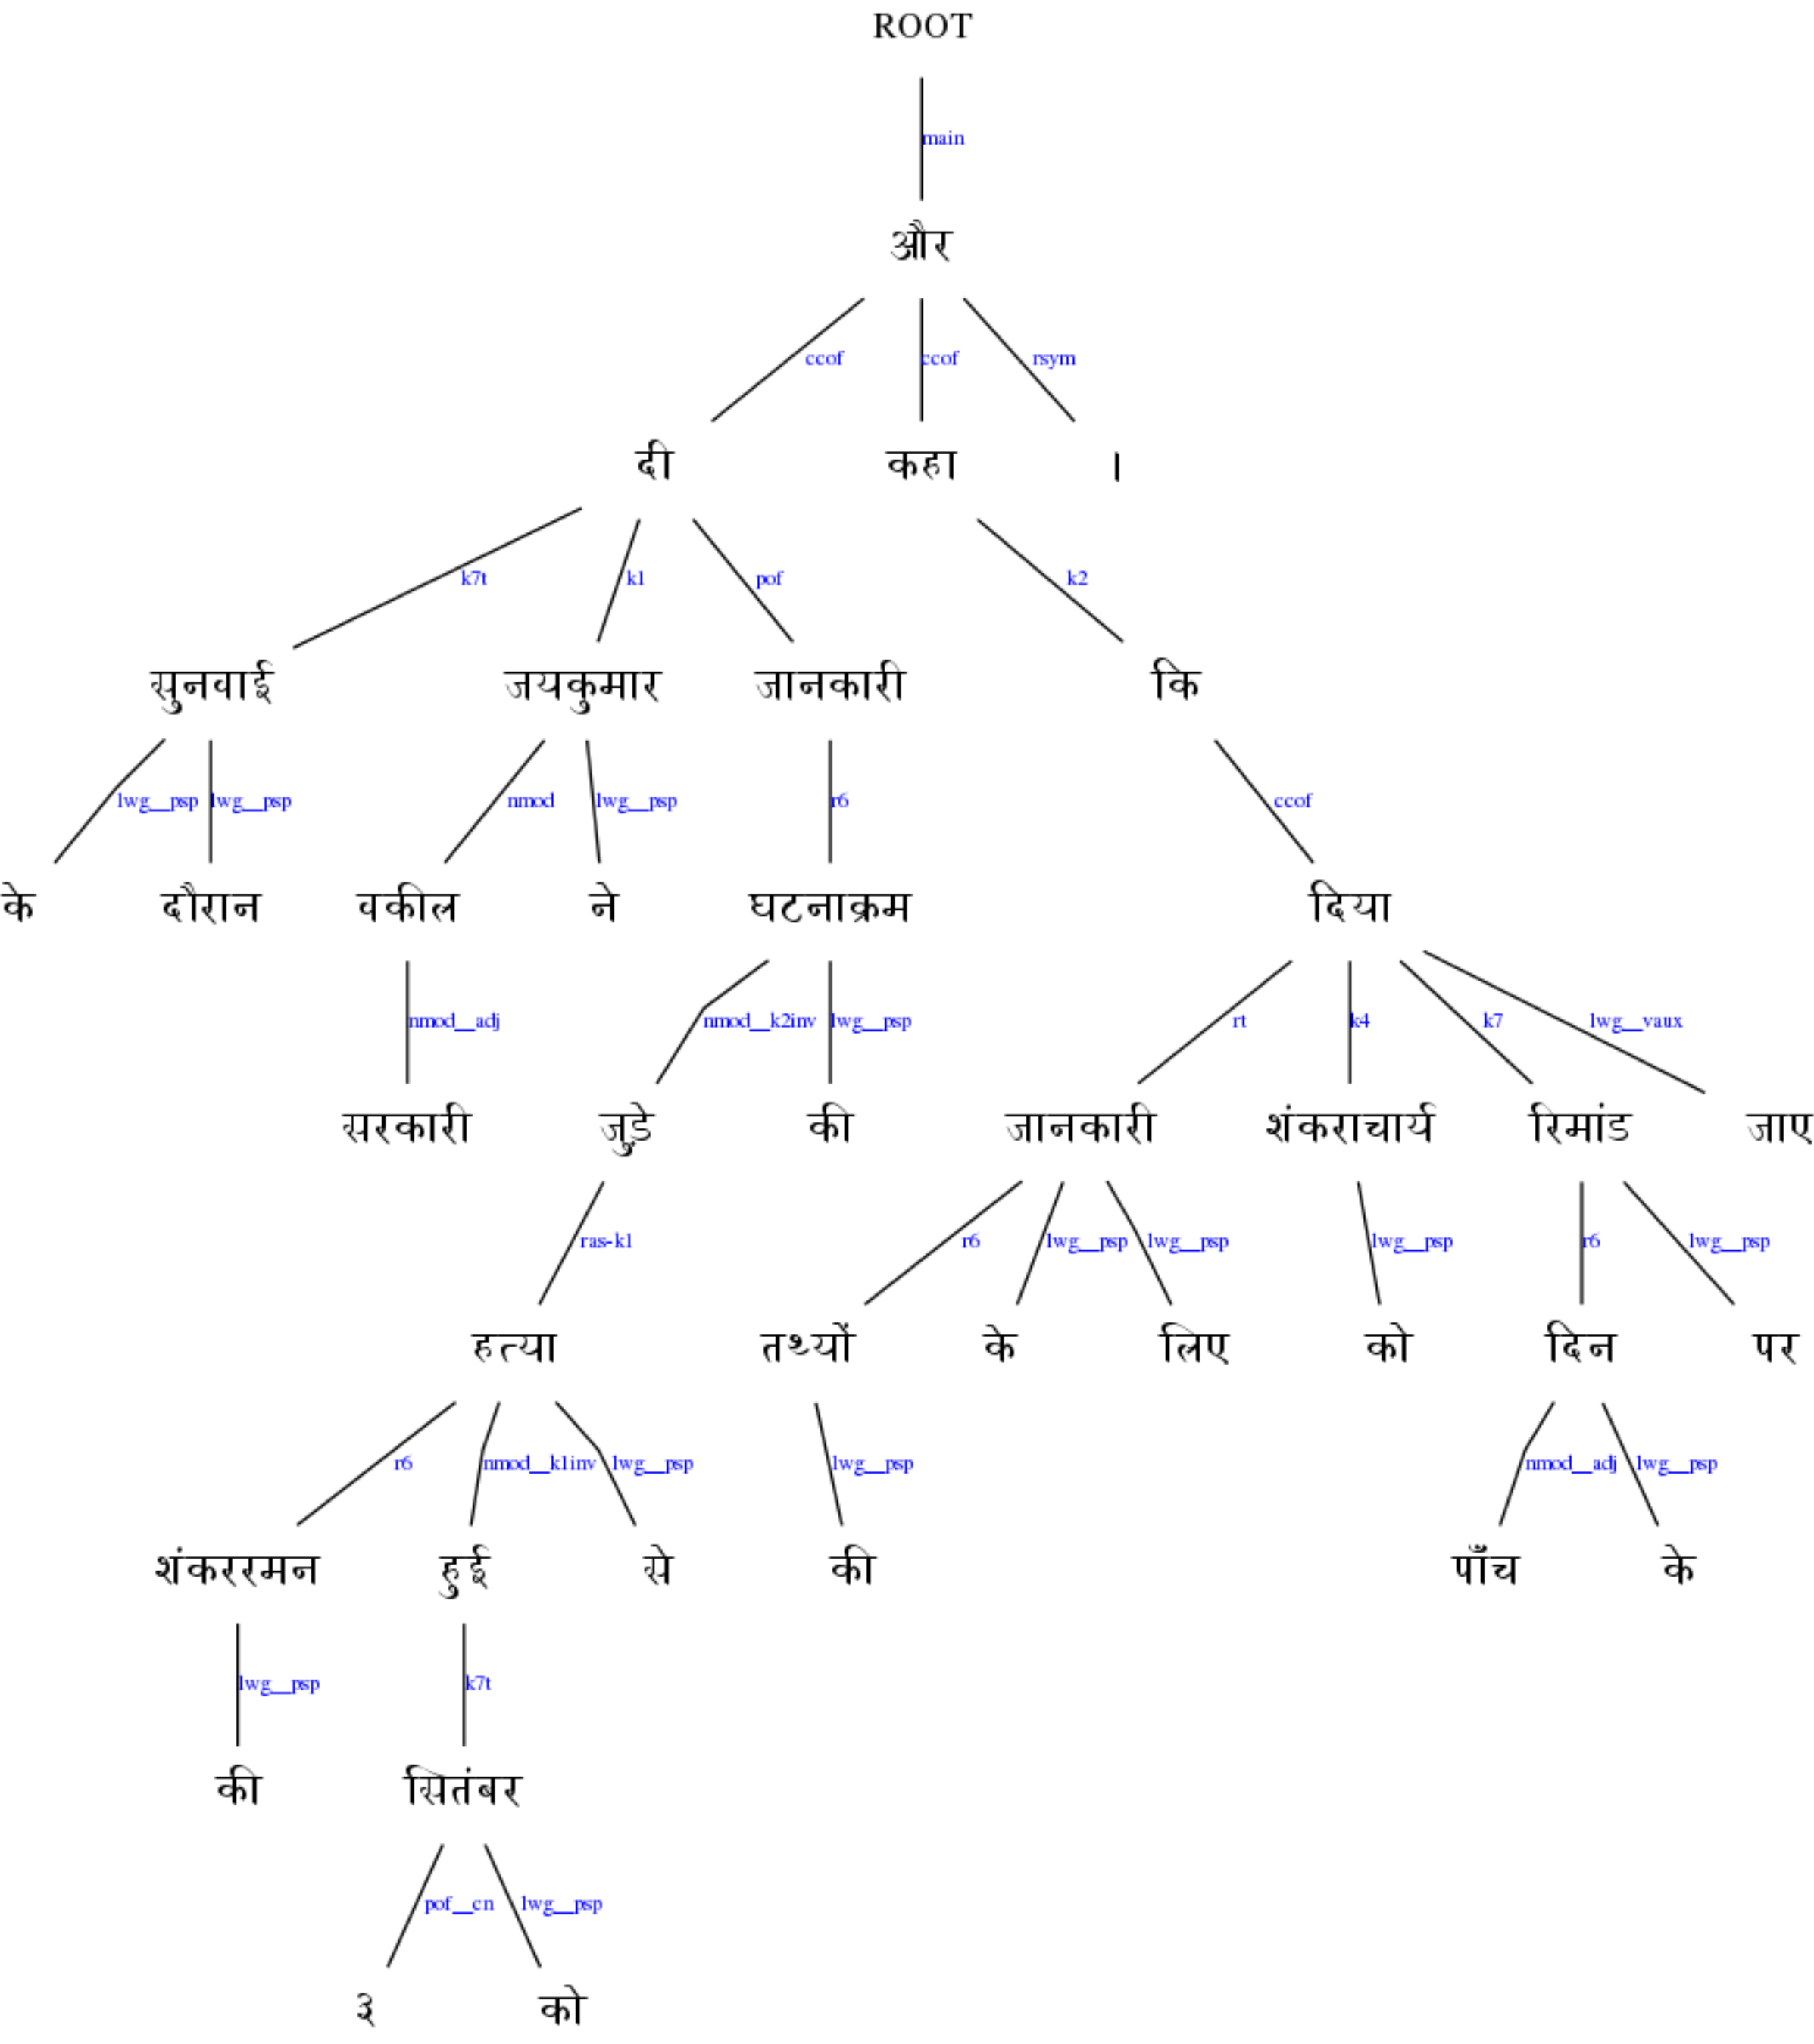 ROOT
main
और
ccof ccof rsym
दी कहा ।
k7t k1 pof k2
सुनवाई जयकुमार जानकारी कि
lwg__psp lwg__psp nmod lwg__psp r6 ccof
के दौरान वकील ने घटनाक्रम दिया
nmod__adj nmod__k2inv lwg__psp rt k4 k7 lwg__vaux
सरकारी जुड़े की जानकारी शंकराचार्य रिमांड जाए
ras-k1 r6 lwg__psp lwg__psp lwg__psp r6 lwg__psp
हत्या तथ्यों के लिए को दिन पर
r6 nmod__k1inv lwg__psp lwg__psp nmod__adj lwg__psp
शंकररमन हुई से की पाँच के
lwg__psp k7t
की सितंबर
pof__cn lwg__psp
३ को